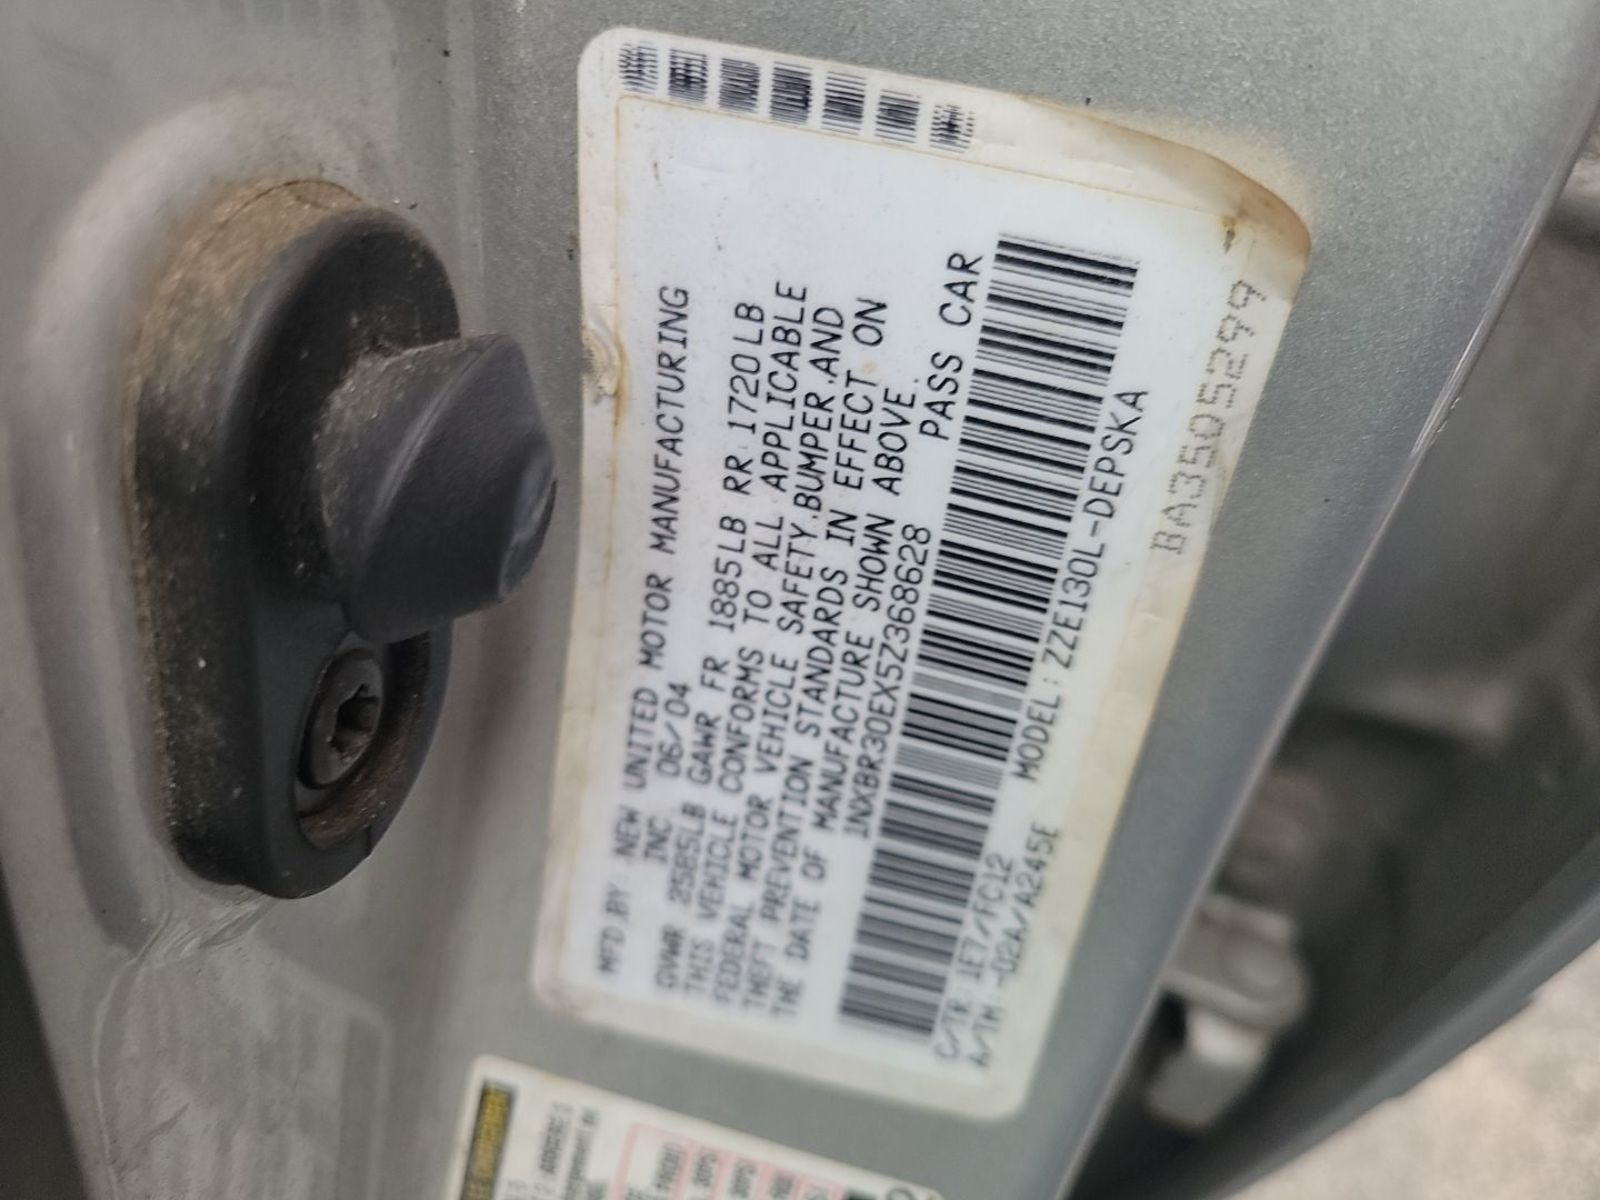 MFD.BY: NEW UNITED MOTOR MANUFACTURING
INC 06/04
GVWR 2585LB GAWR FR 1885LB RR 1720LB
THIS VEHICLE CONFORMS TO ALL APPLICABLE
FEDERAL MOTOR VEHICLE SAFETY,BUMPER,AND
THEFT PREVENTION STANDARDS IN EFFECT ON
THE DATE OF MANUFACTURE SHOWN ABOVE.
1NXBR30EX5Z368628 PASS CAR
C/TR: 1E7/FC12 MODEL: ZZE130L-DEPSKA
A/TM: -02A/A245E
BA3505299